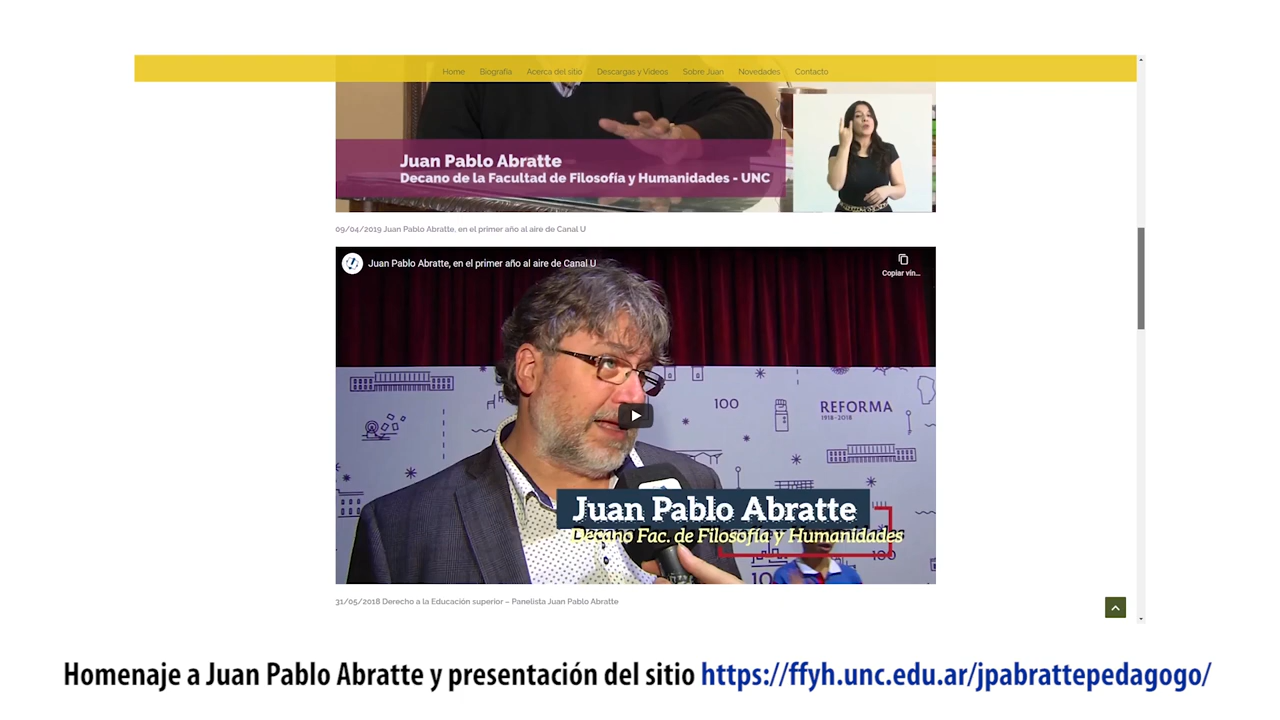 Home Biografía Acerca del sitio Descargas y Videos Sobre Juan Novedades Contacto
Juan Pablo Abratte
Decano de la Facultad de Filosofía y Humanidades - UNC
09/04/2019 Juan Pablo Abratte, en el primer año al aire de Canal U
Juan Pablo Abratte, en el primer año al aire de Canal U
Copiar vín...
100
REFORMA
1918-2018
Juan Pablo Abratte
Decano Fac. de Filosofía y Humanidades
100
31/05/2018 Derecho a la Educación superior – Panelista Juan Pablo Abratte
Homenaje a Juan Pablo Abratte y presentación del sitio https://ffyh.unc.edu.ar/jpabrattepedagogo/